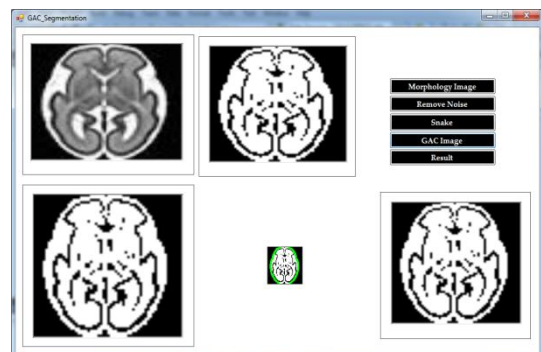 GAC_Segmentation
Morphology Image
Remove Noise
Snake
GAC Image
Result